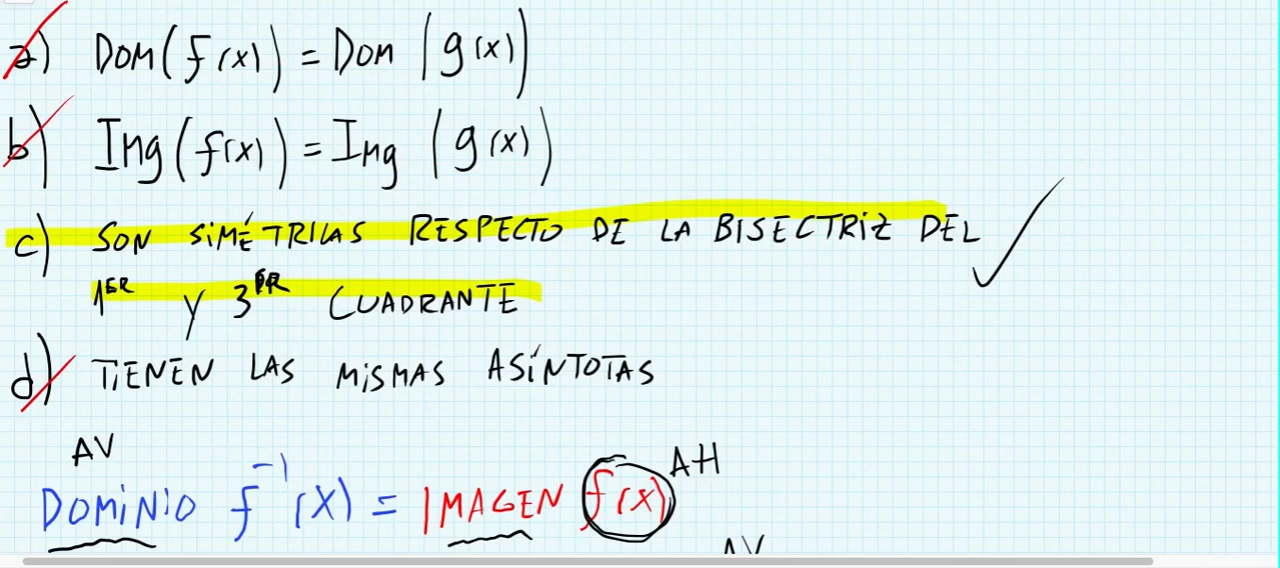 a) DOM(f(x)) = DOM (g(x))
b) Img(f(x)) = Img (g(x))
c) SON SIMÉTRICAS RESPECTO DE LA BISECTRIZ DEL
1ER Y 3ER CUADRANTE
d) TIENEN LAS MISMAS ASÍNTOTAS
AV
AH
DOMINIO f⁻¹(X) = IMAGEN f(x)
AV